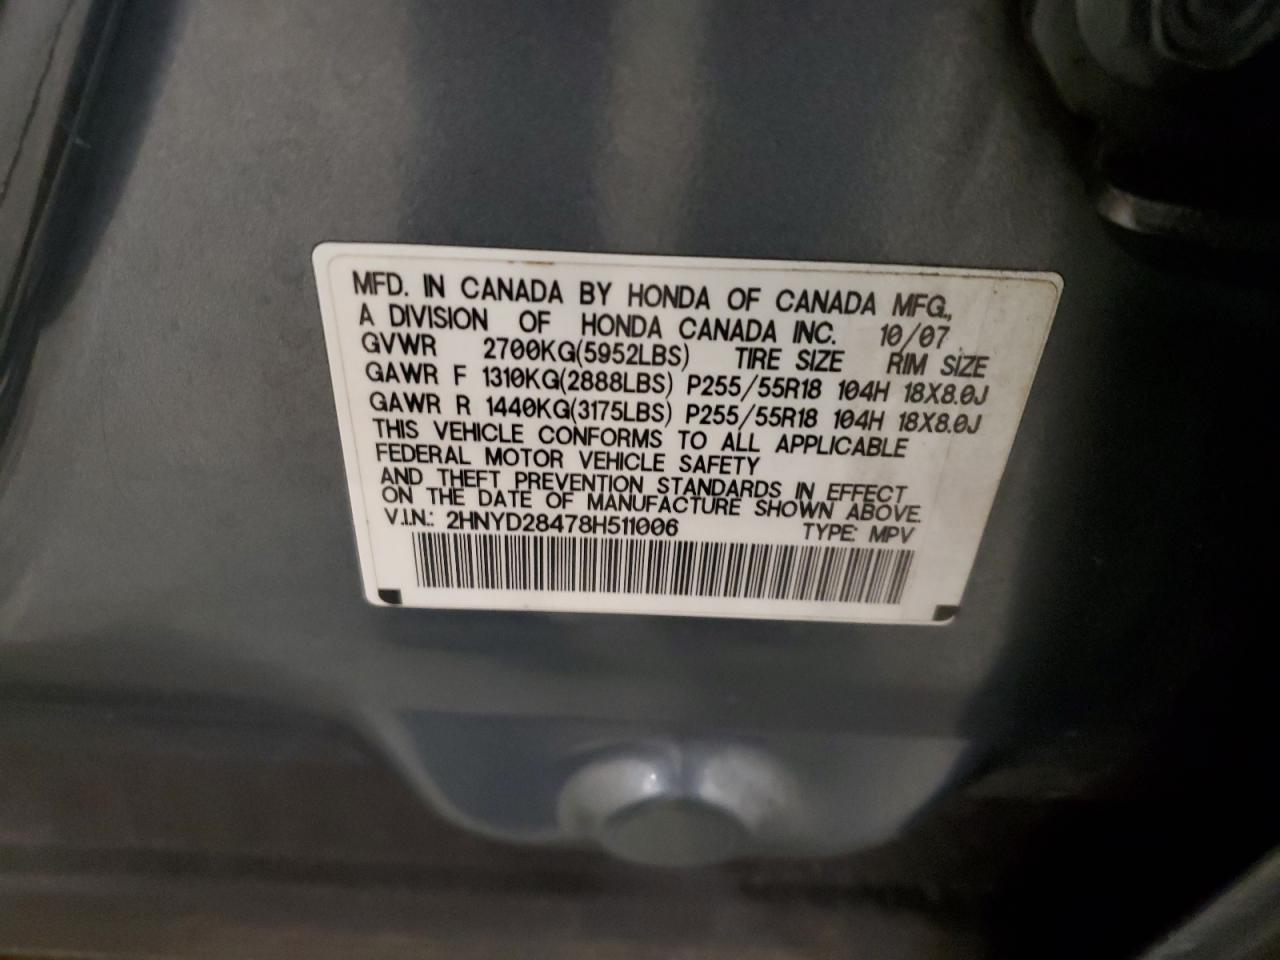 MFD. IN CANADA BY HONDA OF CANADA MFG.,
A DIVISION OF HONDA CANADA INC. 10/07
GVWR 2700KG(5952LBS) TIRE SIZE RIM SIZE
GAWR F 1310KG(2888LBS) P255/55R18 104H 18X8.0J
GAWR R 1440KG(3175LBS) P255/55R18 104H 18X8.0J
THIS VEHICLE CONFORMS TO ALL APPLICABLE
FEDERAL MOTOR VEHICLE SAFETY
AND THEFT PREVENTION STANDARDS IN EFFECT
ON THE DATE OF MANUFACTURE SHOWN ABOVE.
V.I.N.: 2HNYD28478H511006 TYPE: MPV